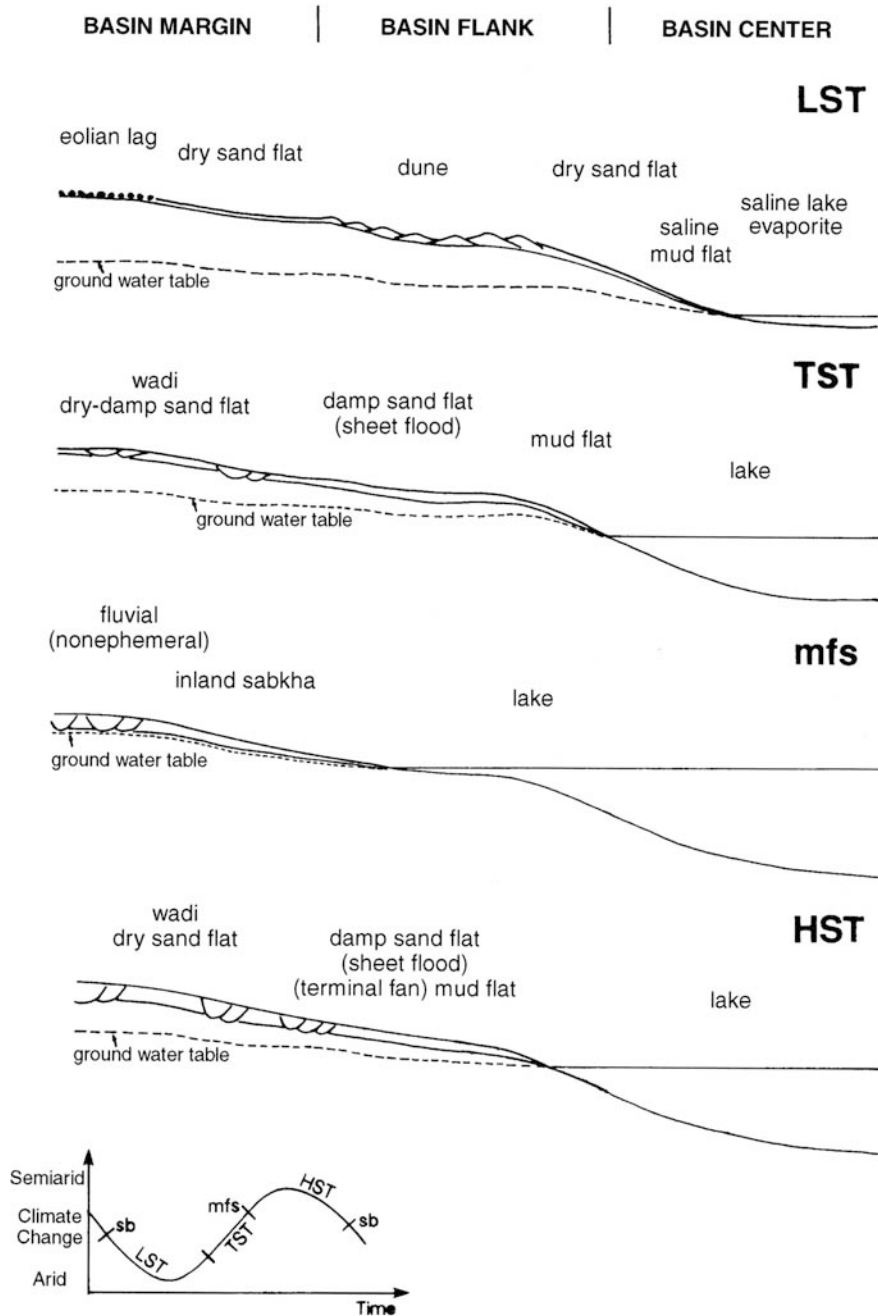 BASIN MARGIN | BASIN FLANK | BASIN CENTER
LST
eolian lag
dry sand flat
dune
dry sand flat
saline
mud flat
saline lake
evaporite
ground water table
TST
wadi
dry-damp sand flat
damp sand flat
(sheet flood)
mud flat
lake
ground water table
mfs
fluvial
(nonephemeral)
inland sabkha
lake
ground water table
HST
wadi
dry sand flat
damp sand flat
(sheet flood)
(terminal fan) mud flat
lake
ground water table
Semiarid
Climate
Change
Arid
sb
LST
TST
mfs
HST
sb
Time